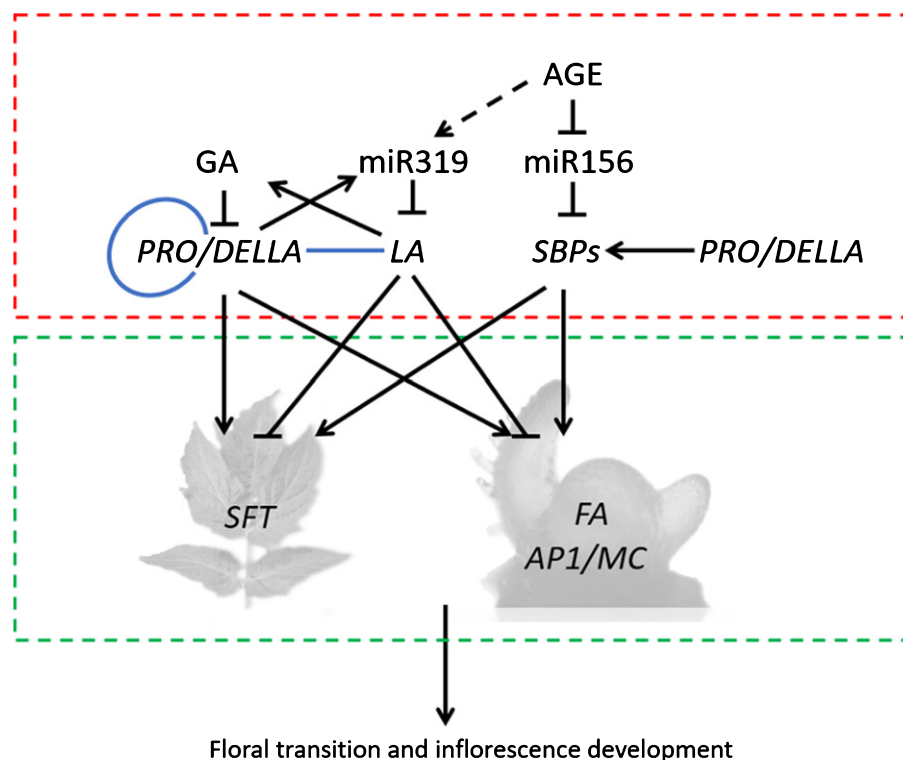 AGE
GA miR319 miR156
PRO/DELLA LA SBPs PRO/DELLA
SFT FA
AP1/MC
Floral transition and inflorescence development